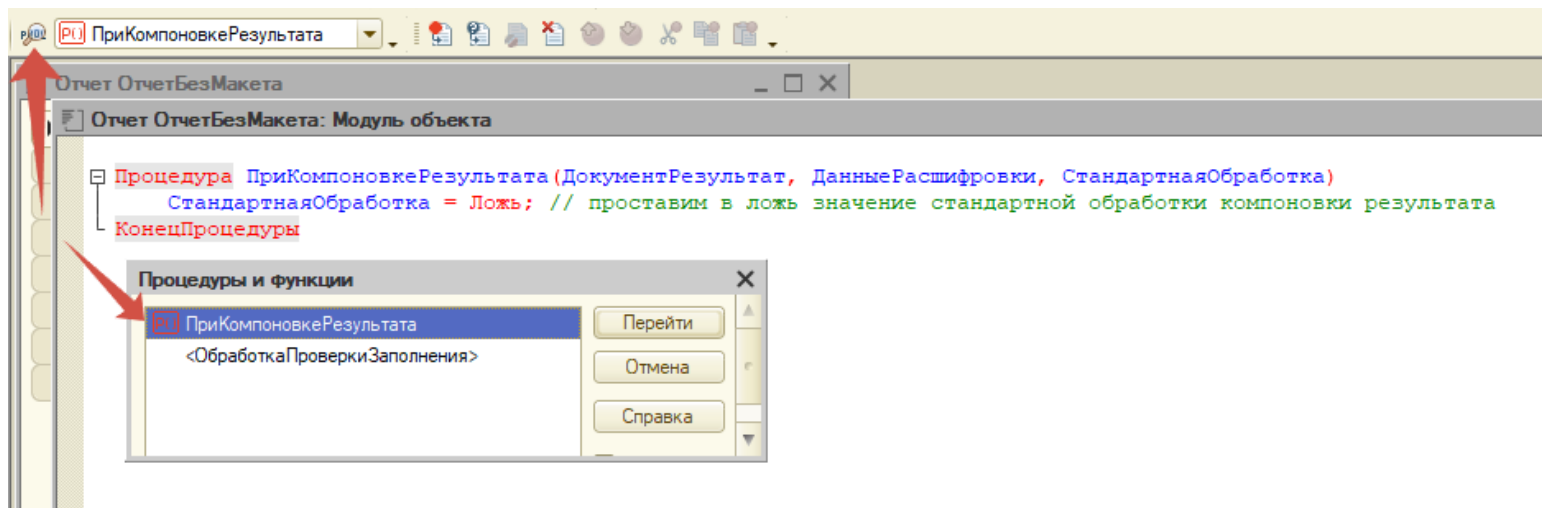 ПриКомпоновкеРезультата
Отчет ОтчетБезМакета
Отчет ОтчетБезМакета: Модуль объекта
Процедура ПриКомпоновкеРезультата(ДокументРезультат, ДанныеРасшифровки, СтандартнаяОбработка)
СтандартнаяОбработка = Ложь; // проставим в ложь значение стандартной обработки компоновки результата
КонецПроцедуры
Процедуры и функции
ПриКомпоновкеРезультата
Перейти
<ОбработкаПроверкиЗаполнения>
Отмена
Справка